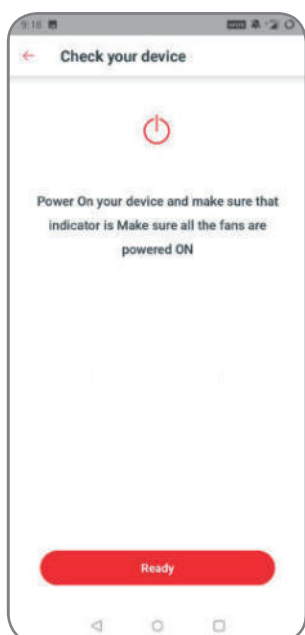 9:18
Check your device
Power On your device and make sure that
indicator is Make sure all the fans are
powered ON
Ready